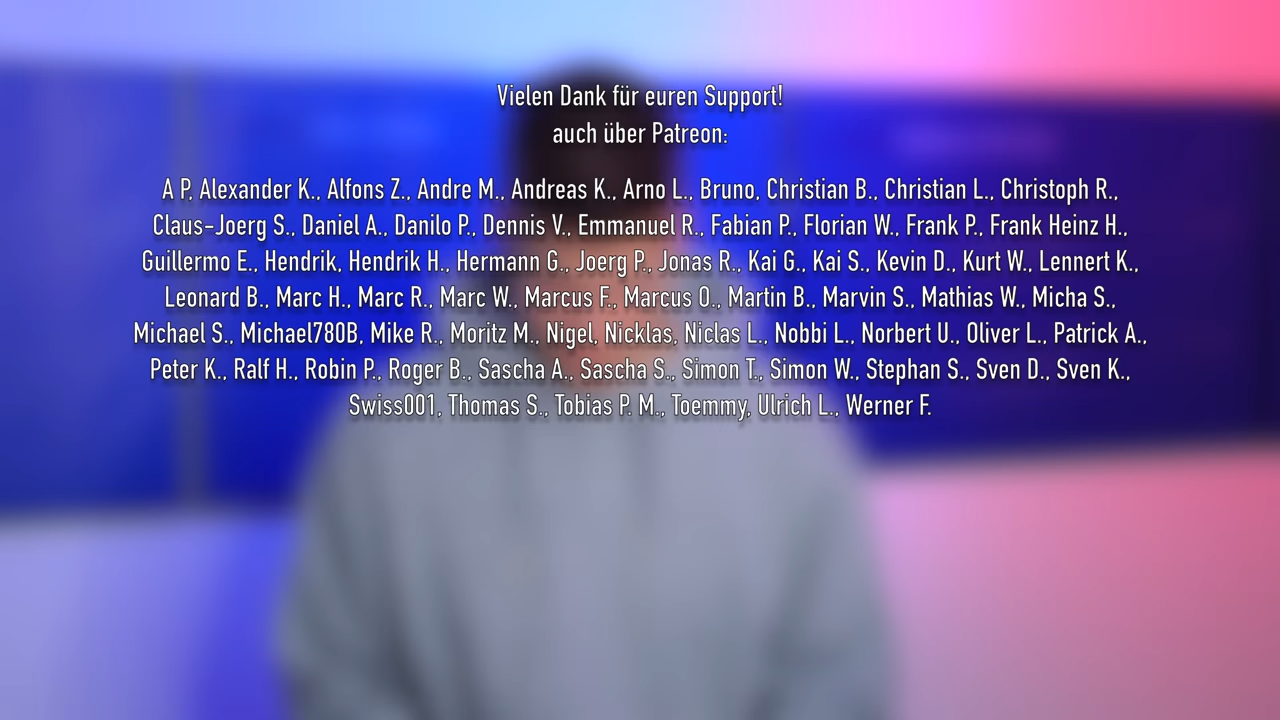 Vielen Dank für euren Support!
auch über Patreon:
A P, Alexander K., Alfons Z., Andre M., Andreas K., Arno L., Bruno, Christian B., Christian L., Christoph R.,
Claus-Joerg S., Daniel A., Danilo P., Dennis V., Emmanuel R., Fabian P., Florian W., Frank P., Frank Heinz H.,
Guillermo E., Hendrik, Hendrik H., Hermann G., Joerg P., Jonas R., Kai G., Kai S., Kevin D., Kurt W., Lennert K.,
Leonard B., Marc H., Marc R., Marc W., Marcus F., Marcus O., Martin B., Marvin S., Mathias W., Micha S.,
Michael S., Michael780B, Mike R., Moritz M., Nigel, Nicklas, Niclas L., Nobbi L., Norbert U., Oliver L., Patrick A.,
Peter K., Ralf H., Robin P., Roger B., Sascha A., Sascha S., Simon T., Simon W., Stephan S., Sven D., Sven K.,
Swiss001, Thomas S., Tobias P. M., Toemmy, Ulrich L., Werner F.